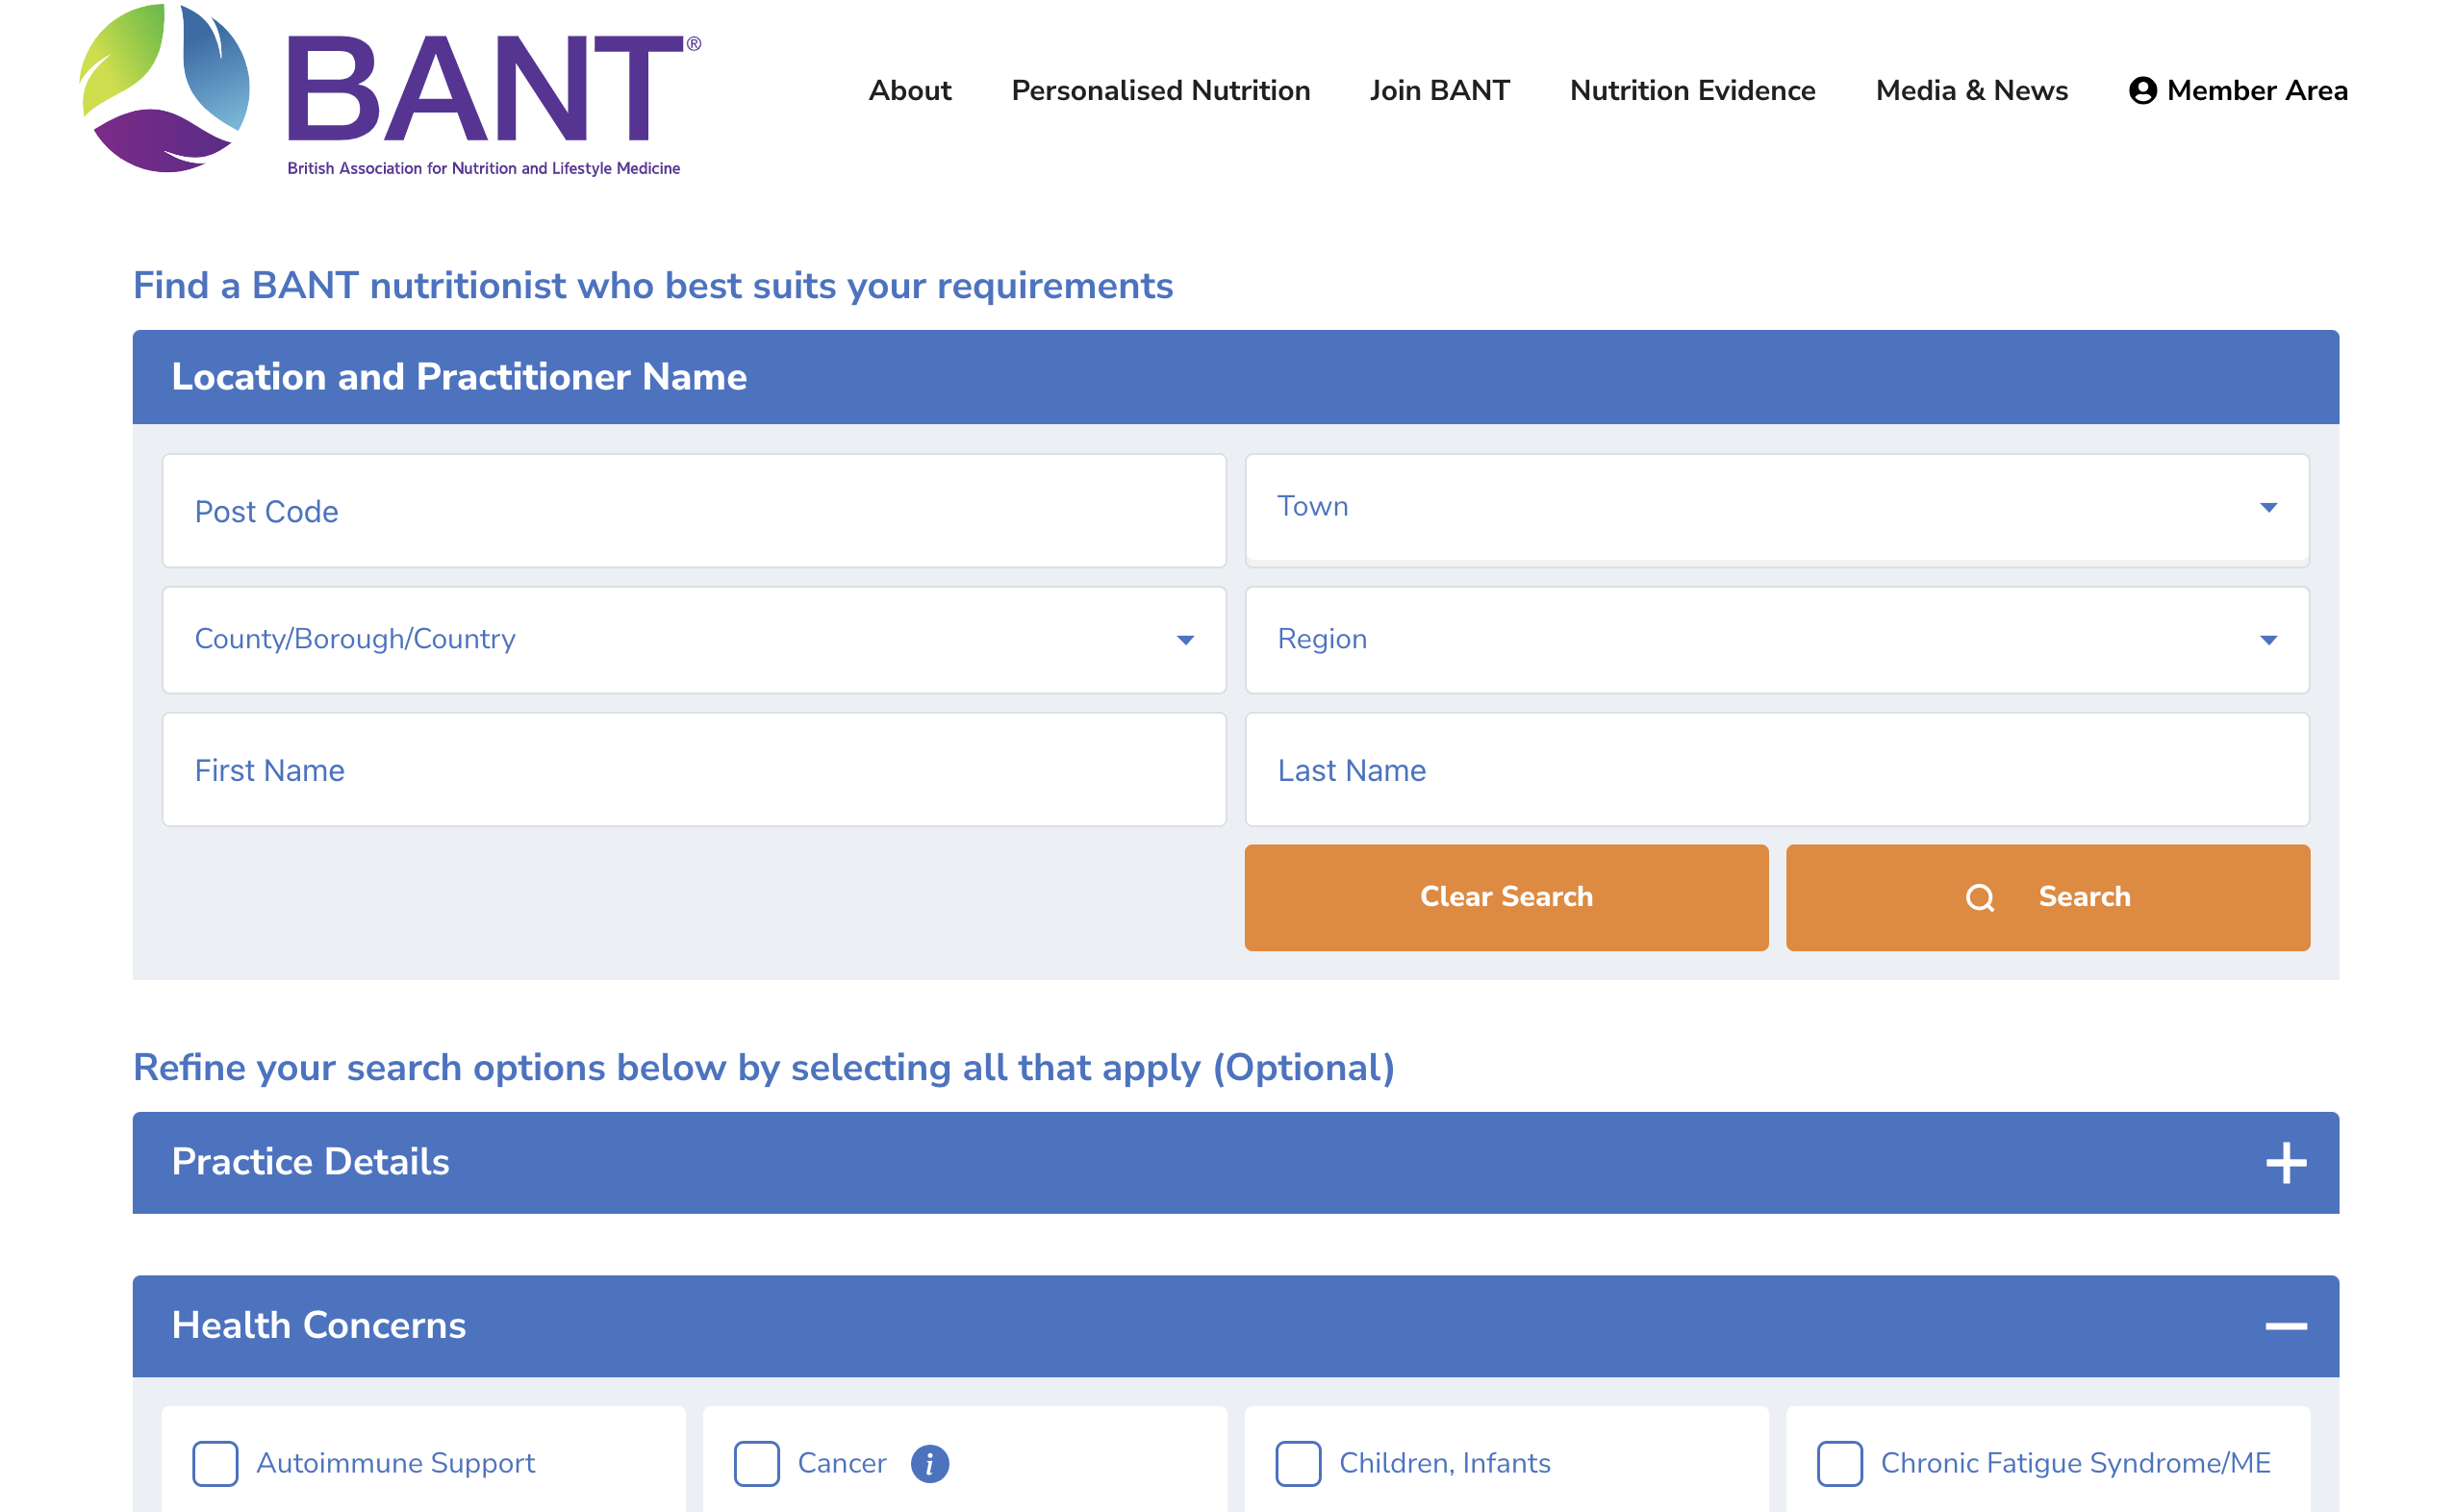 BANT®
British Association for Nutrition and Lifestyle Medicine
About Personalised Nutrition Join BANT Nutrition Evidence Media & News Member Area
Find a BANT nutritionist who best suits your requirements
Location and Practitioner Name
Post Code Town
County/Borough/Country Region
First Name Last Name
Clear Search Search
Refine your search options below by selecting all that apply (Optional)
Practice Details
Health Concerns
Autoimmune Support Cancer i Children, Infants Chronic Fatigue Syndrome/ME